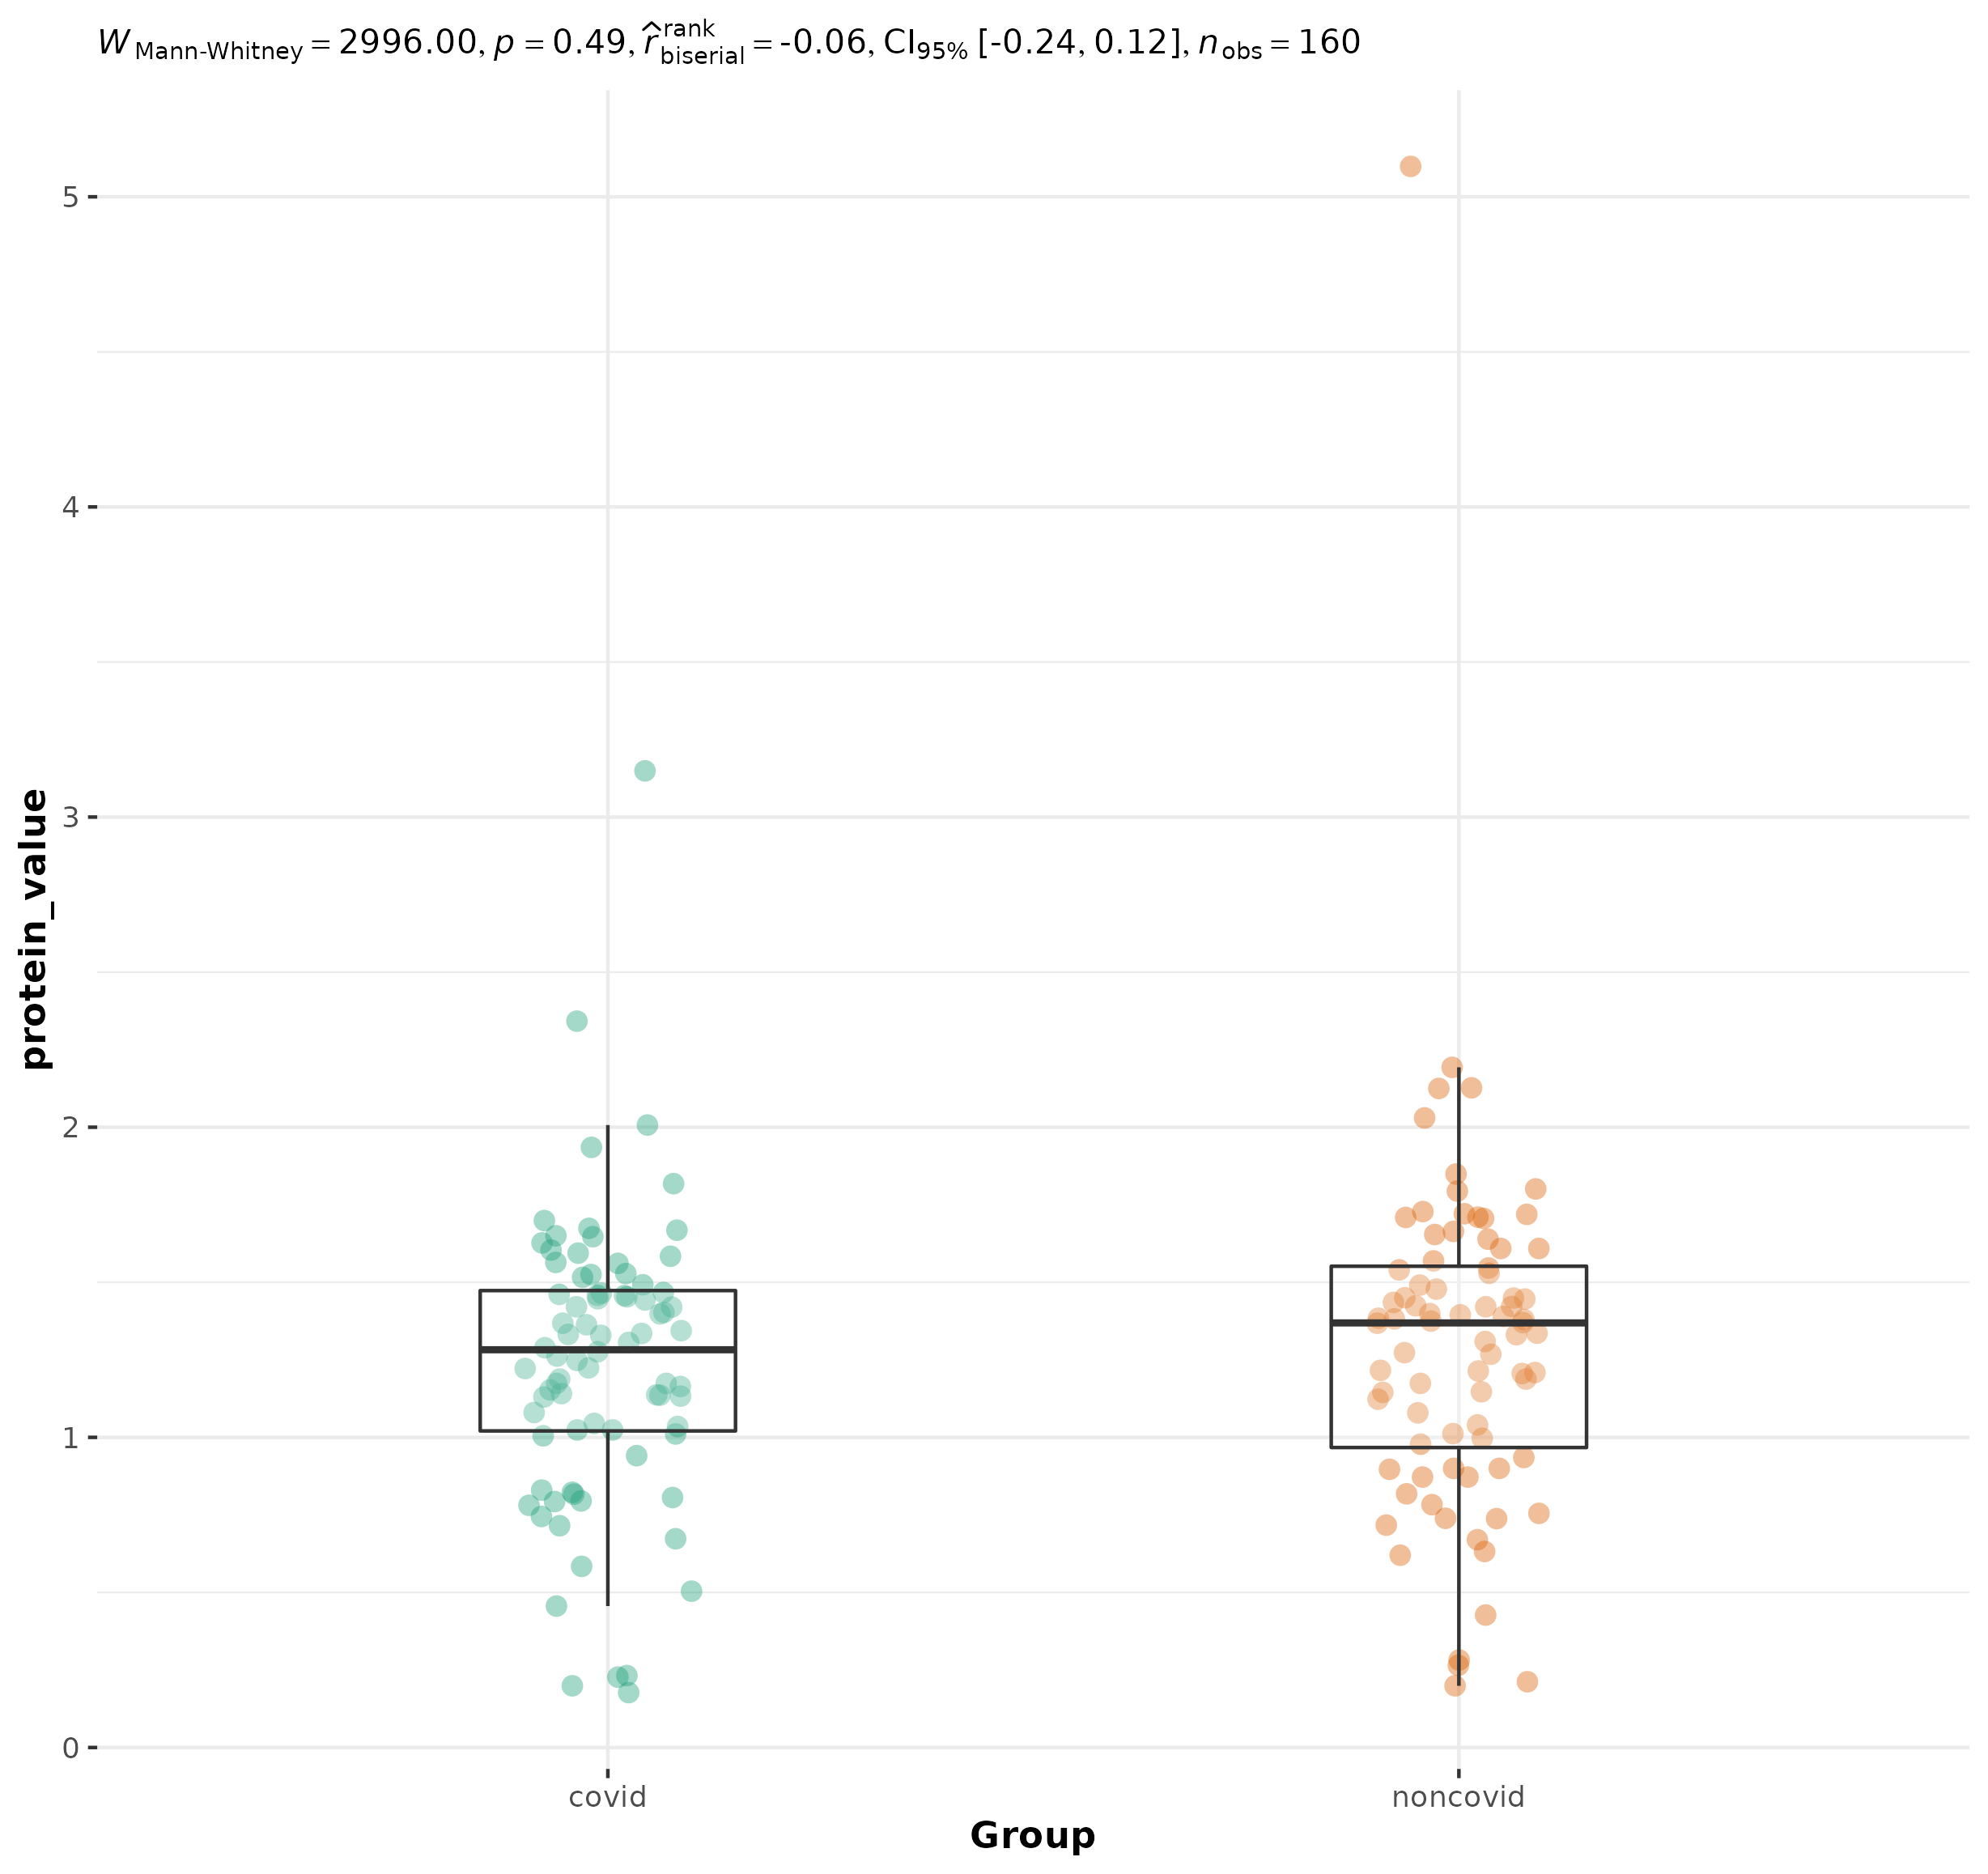 W Mann-Whitney = 2996.00, p = 0.49, r̂ rank biserial = -0.06, CI95% [-0.24, 0.12], nobs = 160
5
4
3
2
1
0
protein_value
covid noncovid
Group